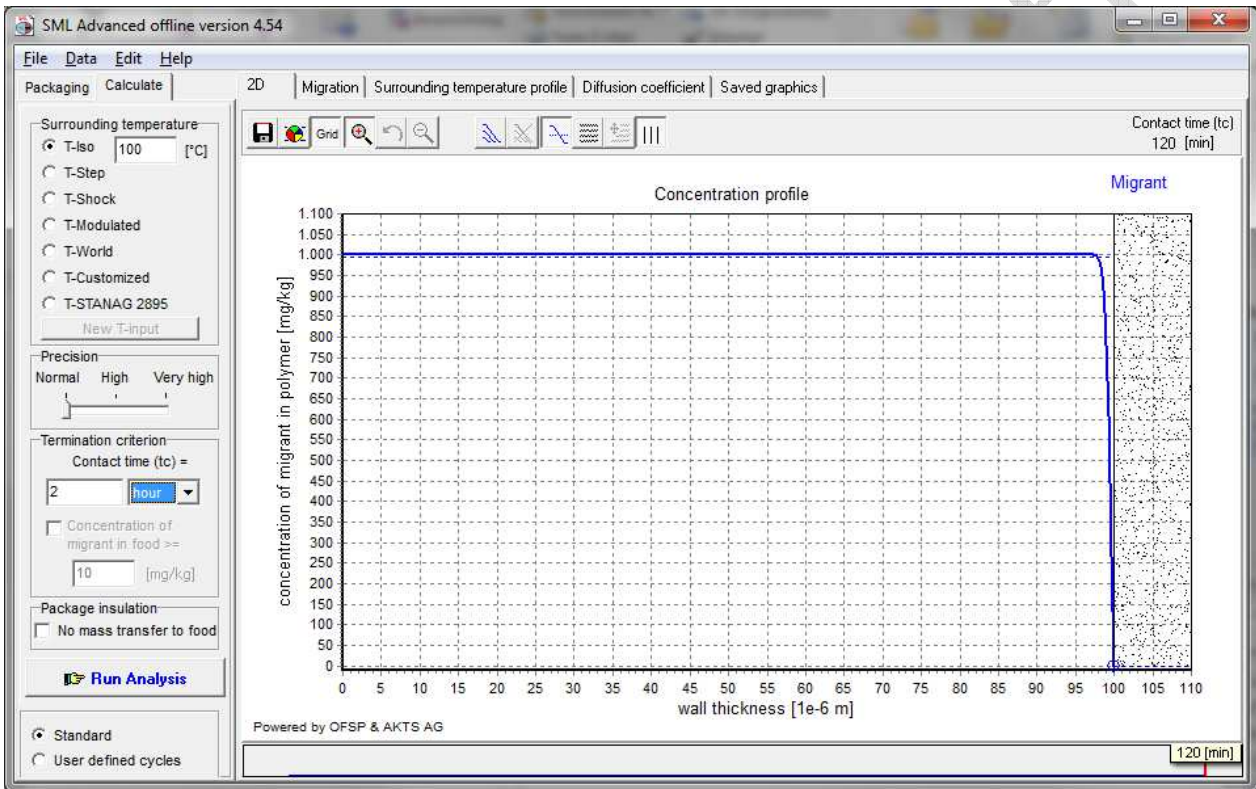 SML Advanced offline version 4.54
File Data Edit Help
Packaging Calculate
2D Migration Surrounding temperature profile Diffusion coefficient Saved graphics
Surrounding temperature
T-Iso 100 [°C]
T-Step
T-Shock
T-Modulated
T-World
T-Customized
T-STANAG 2895
New T-input
Precision
Normal High Very high
Termination criterion
Contact time (tc) =
2 hour
Concentration of
migrant in food >=
10 [mg/kg]
Package insulation
No mass transfer to food
Run Analysis
Standard
User defined cycles
Grid
Contact time (tc)
120 [min]
Migrant
Concentration profile
concentration of migrant in polymer [mg/kg]
1.100
1.050
1.000
950
900
850
800
750
700
650
600
550
500
450
400
350
300
250
200
150
100
50
0
0 5 10 15 20 25 30 35 40 45 50 55 60 65 70 75 80 85 90 95 100 105 110
wall thickness [1e-6 m]
Powered by OFSP & AKTS AG
120 [min]